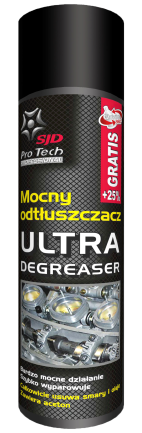 SJD
Pro Tech
PROFESSIONAL
GRATIS
+25%
Mocny
odtłuszczacz
ULTRA
DEGREASER
Bardzo mocne działanie
Szybko wyparowuje
Całkowicie usuwa smary i oleje
Zawiera aceton